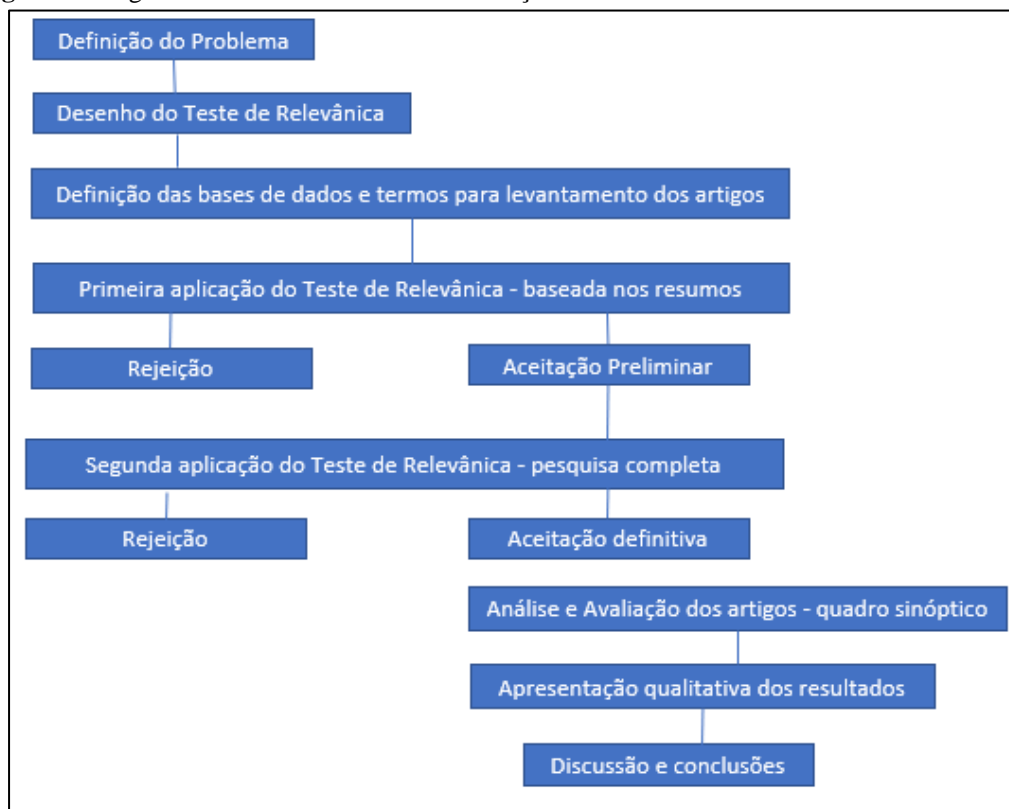 Definição do Problema
Desenho do Teste de Relevânica
Definição das bases de dados e termos para levantamento dos artigos
Primeira aplicação do Teste de Relevânica - baseada nos resumos
Rejeição
Aceitação Preliminar
Segunda aplicação do Teste de Relevânica - pesquisa completa
Rejeição
Aceitação definitiva
Análise e Avaliação dos artigos - quadro sinóptico
Apresentação qualitativa dos resultados
Discussão e conclusões